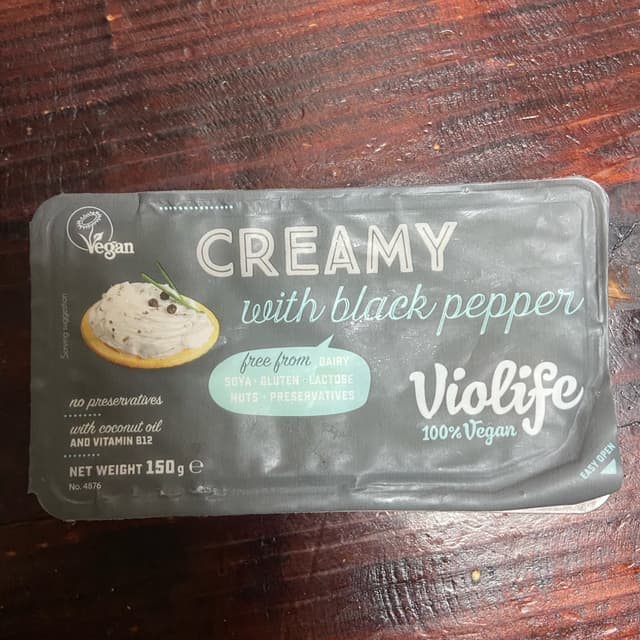 Vegan
CREAMY
with black pepper
Serving suggestion
free from DAIRY
SOYA · GLUTEN · LACTOSE
NUTS · PRESERVATIVES
Violife
100% Vegan
no preservatives
with coconut oil
AND VITAMIN B12
NET WEIGHT 150 g ℮
No. 4876
EASY OPEN